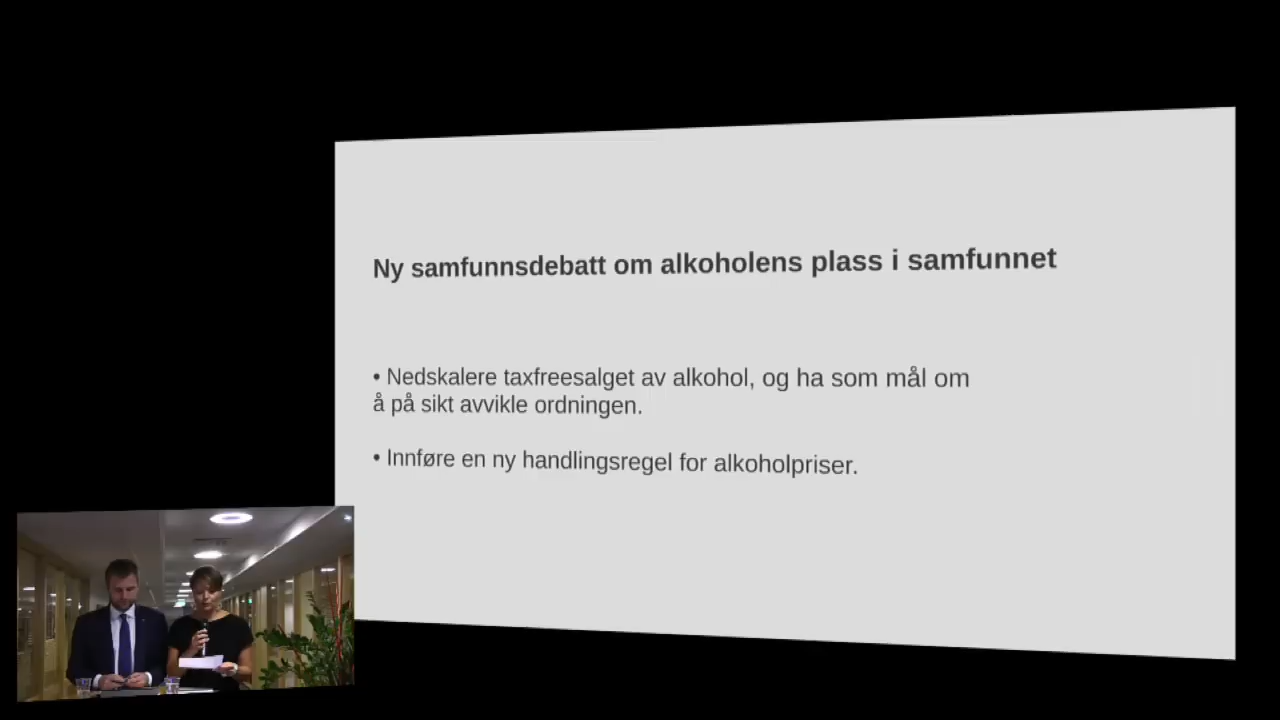 Ny samfunnsdebatt om alkoholens plass i samfunnet
• Nedskalere taxfreesalget av alkohol, og ha som mål om
å på sikt avvikle ordningen.
• Innføre en ny handlingsregel for alkoholpriser.